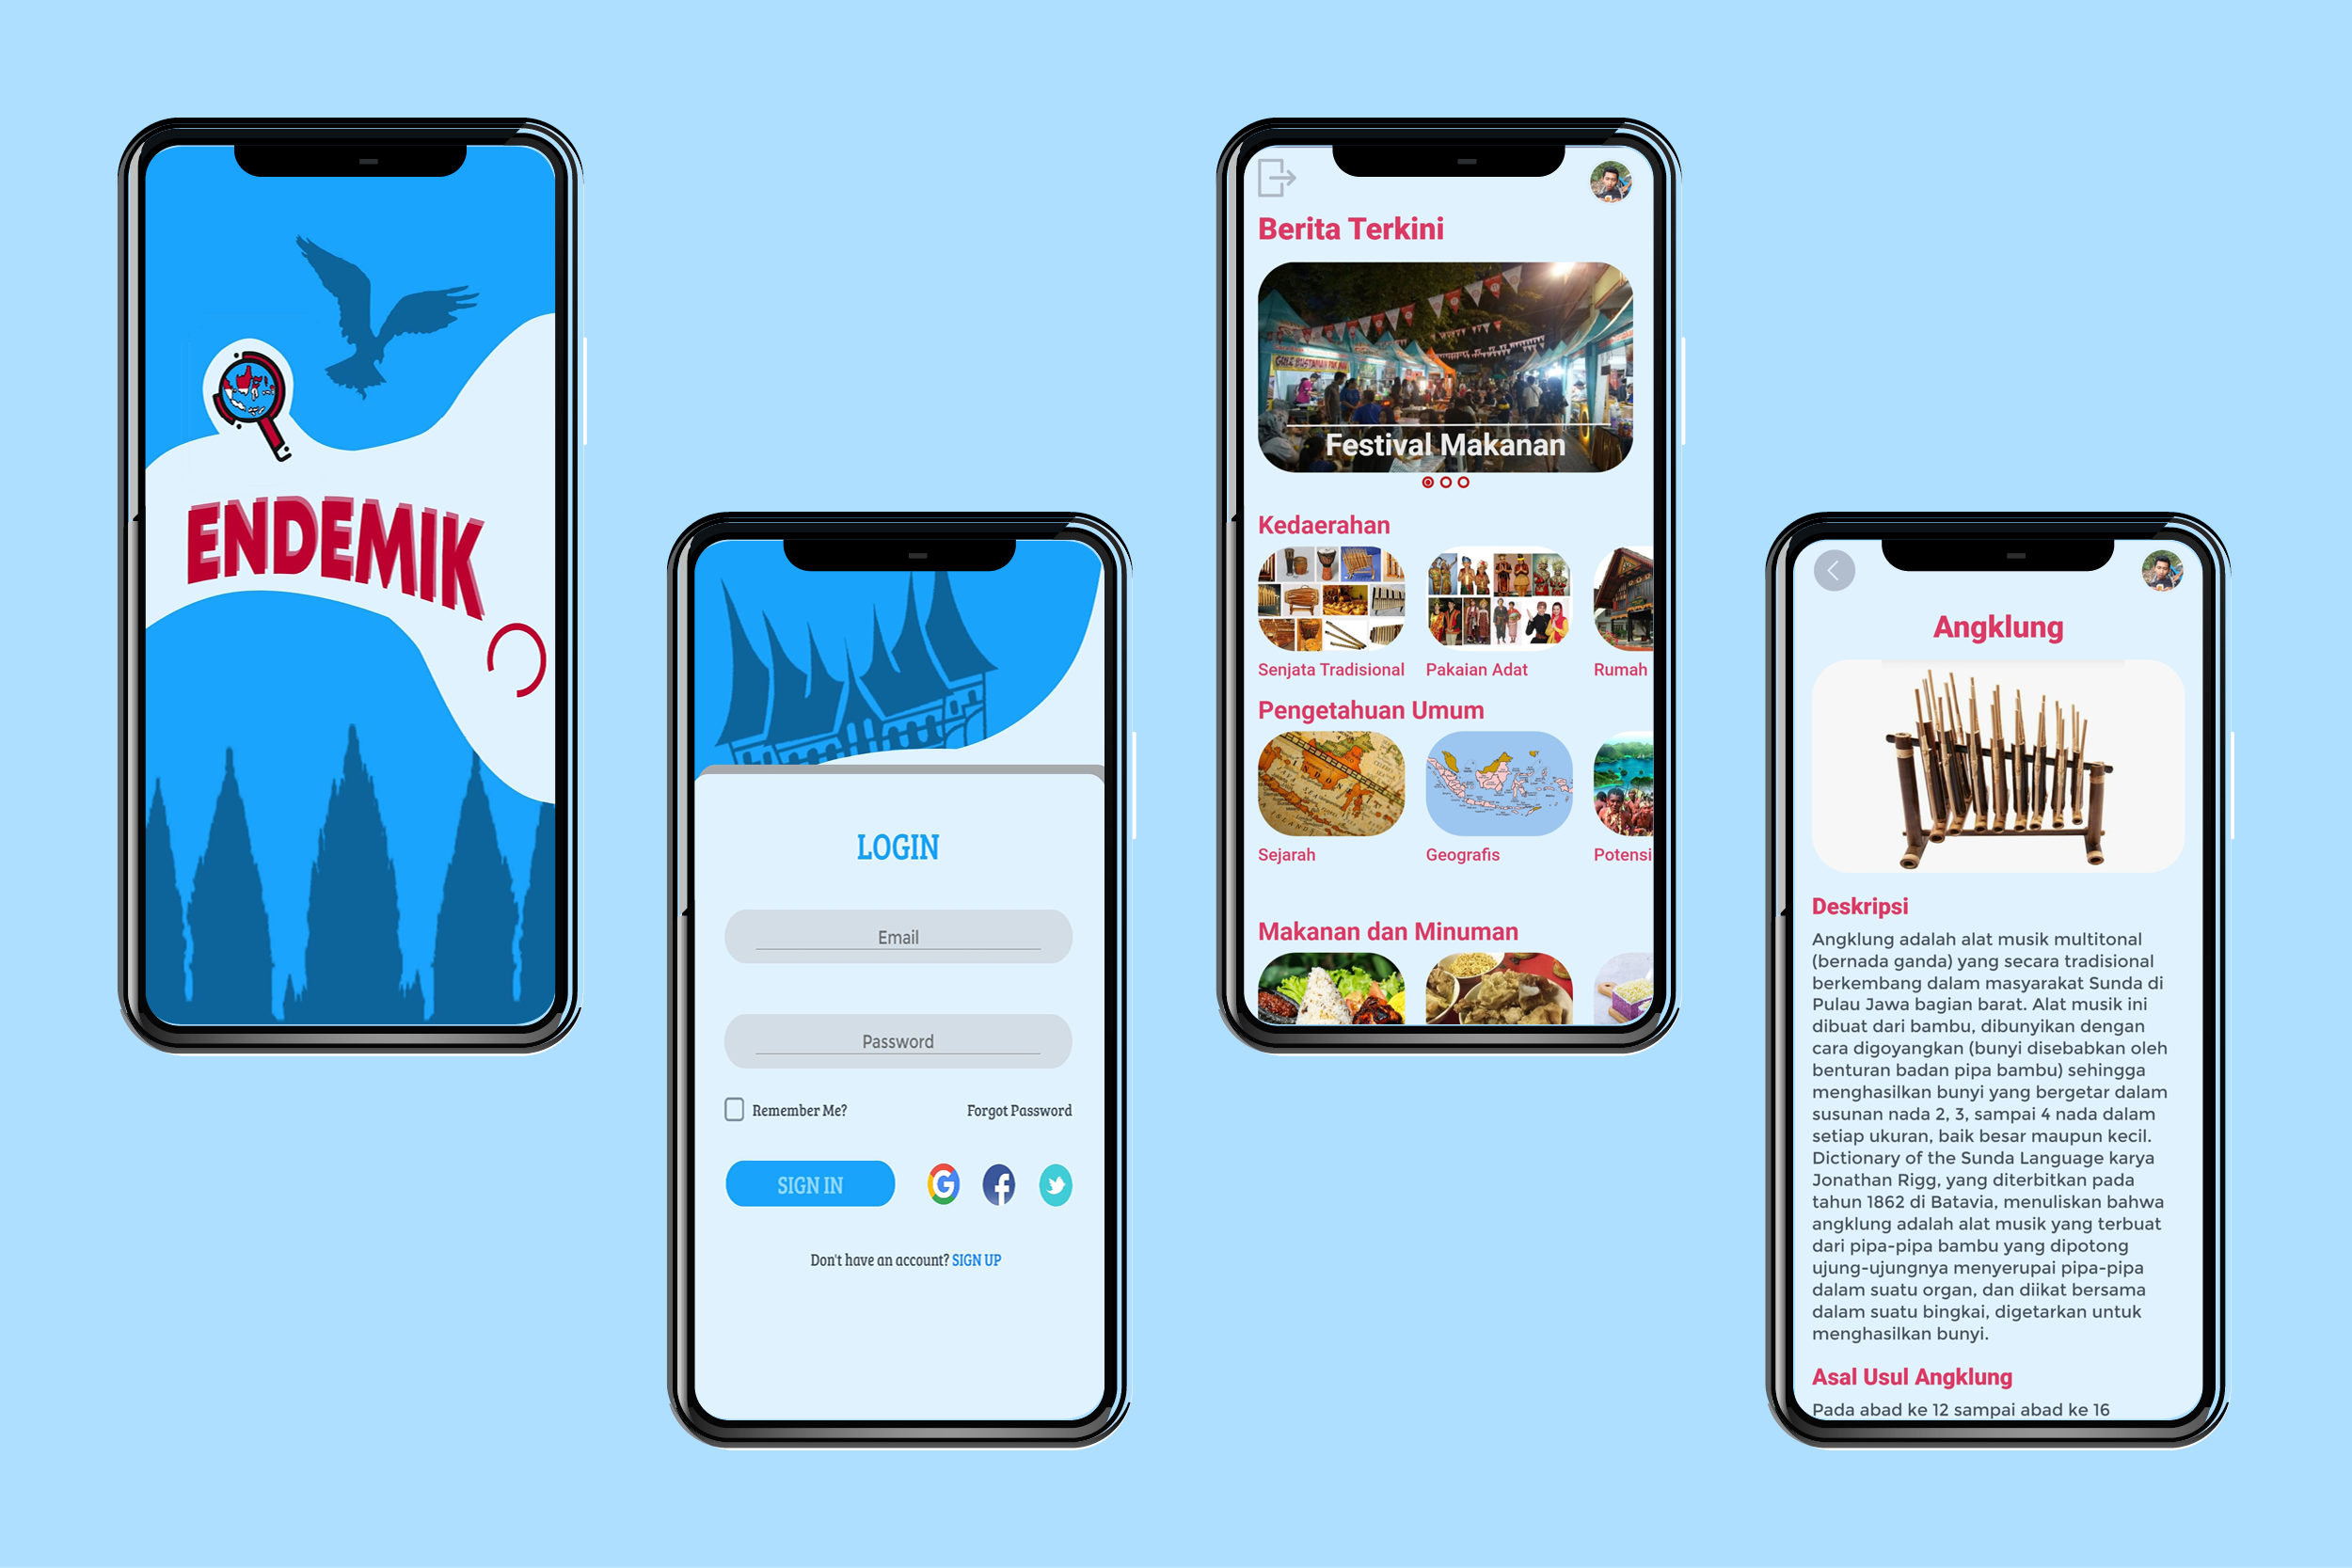 ENDEMIK
LOGIN
Email
Password
Remember Me?
Forgot Password
SIGN IN
Don't have an account? SIGN UP
Berita Terkini
Festival Makanan
Kedaerahan
Senjata Tradisional
Pakaian Adat
Rumah
Pengetahuan Umum
Sejarah
Geografis
Potensi
Makanan dan Minuman
Angklung
Deskripsi
Angklung adalah alat musik multitonal
(bernada ganda) yang secara tradisional
berkembang dalam masyarakat Sunda di
Pulau Jawa bagian barat. Alat musik ini
dibuat dari bambu, dibunyikan dengan
cara digoyangkan (bunyi disebabkan oleh
benturan badan pipa bambu) sehingga
menghasilkan bunyi yang bergetar dalam
susunan nada 2, 3, sampai 4 nada dalam
setiap ukuran, baik besar maupun kecil.
Dictionary of the Sunda Language karya
Jonathan Rigg, yang diterbitkan pada
tahun 1862 di Batavia, menuliskan bahwa
angklung adalah alat musik yang terbuat
dari pipa-pipa bambu yang dipotong
ujung-ujungnya menyerupai pipa-pipa
dalam suatu organ, dan diikat bersama
dalam suatu bingkai, digetarkan untuk
menghasilkan bunyi.
Asal Usul Angklung
Pada abad ke 12 sampai abad ke 16